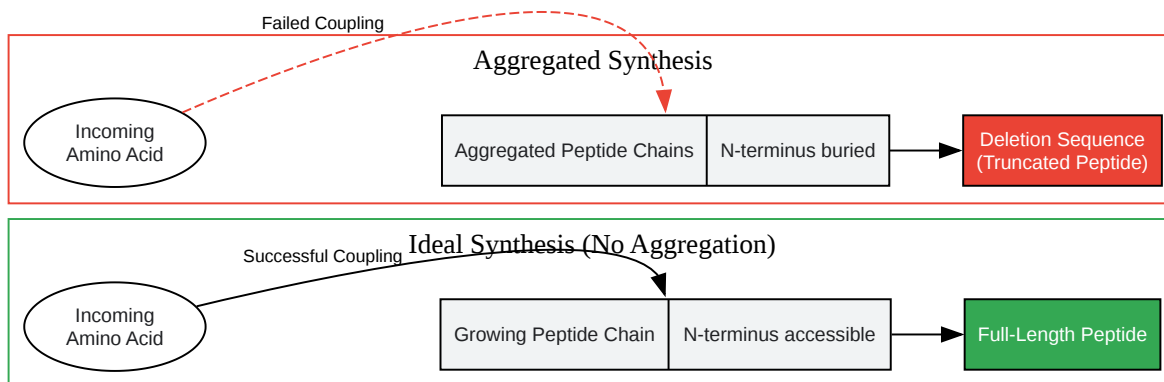 Failed Coupling
Aggregated Synthesis
Incoming
Amino Acid
Aggregated Peptide Chains
N-terminus buried
Deletion Sequence
(Truncated Peptide)
Ideal Synthesis (No Aggregation)
Successful Coupling
Incoming
Amino Acid
Growing Peptide Chain
N-terminus accessible
Full-Length Peptide